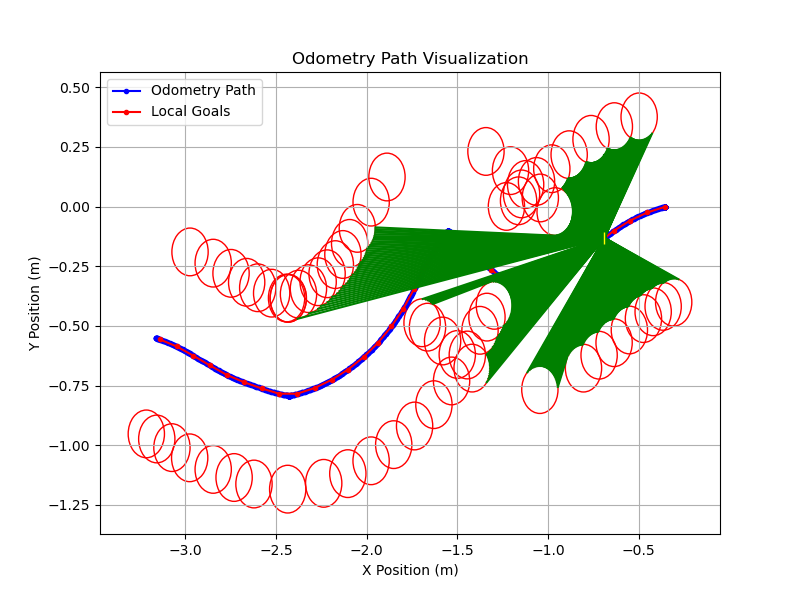 Odometry Path Visualization
Odometry Path
Local Goals
0.50
0.25
0.00
−0.25
−0.50
−0.75
−1.00
−1.25
Y Position (m)
−3.0 −2.5 −2.0 −1.5 −1.0 −0.5
X Position (m)